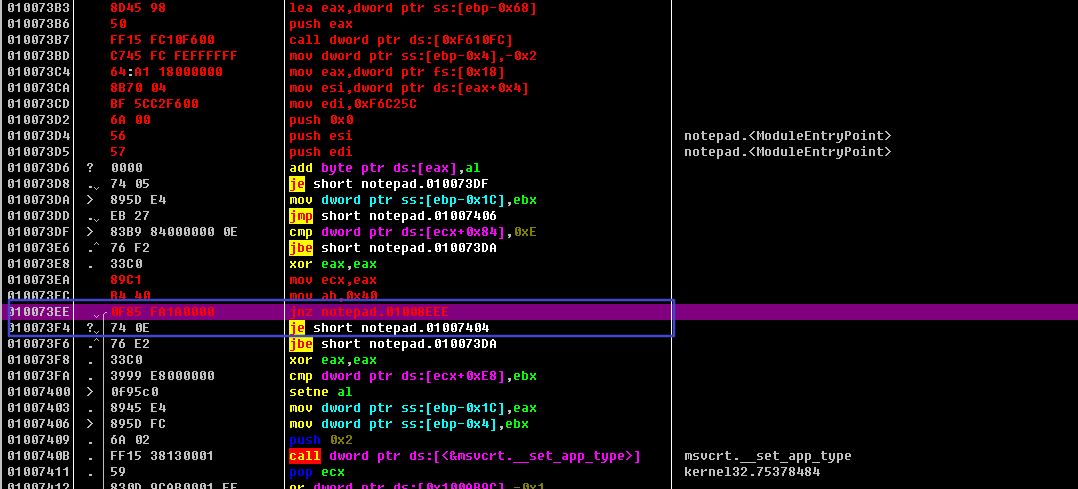 010073B3 8D45 98 lea eax,dword ptr ss:[ebp-0x68]
010073B6 50 push eax
010073B7 FF15 FC10F600 call dword ptr ds:[0xF610FC]
010073BD C745 FC FEFFFFFF mov dword ptr ss:[ebp-0x4],-0x2
010073C4 64:A1 18000000 mov eax,dword ptr fs:[0x18]
010073CA 8B70 04 mov esi,dword ptr ds:[eax+0x4]
010073CD BF 5CC2F600 mov edi,0xF6C25C
010073D2 6A 00 push 0x0
010073D4 56 push esi notepad.<ModuleEntryPoint>
010073D5 57 push edi notepad.<ModuleEntryPoint>
010073D6 ? 0000 add byte ptr ds:[eax],al
010073D8 . 74 05 je short notepad.010073DF
010073DA > 895D E4 mov dword ptr ss:[ebp-0x1C],ebx
010073DD . EB 27 jmp short notepad.01007406
010073DF > 83B9 84000000 0E cmp dword ptr ds:[ecx+0x84],0xE
010073E6 .^ 76 F2 jbe short notepad.010073DA
010073E8 . 33C0 xor eax,eax
010073EA 89C1 mov ecx,eax
010073EC B4 40 mov ah,0x40
010073EE 0F85 FA1A0000 jnz notepad.01008EEE
010073F4 ? 74 0E je short notepad.01007404
010073F6 .^ 76 E2 jbe short notepad.010073DA
010073F8 . 33C0 xor eax,eax
010073FA . 3999 E8000000 cmp dword ptr ds:[ecx+0xE8],ebx
01007400 > 0f95c0 setne al
01007403 . 8945 E4 mov dword ptr ss:[ebp-0x1C],eax
01007406 > 895D FC mov dword ptr ss:[ebp-0x4],ebx
01007409 . 6A 02 push 0x2
0100740B . FF15 38130001 call dword ptr ds:[<&msvcrt.__set_app_type>] msvcrt.__set_app_type
01007411 . 59 pop ecx kernel32.75378484
01007412 . 830D 9CAB0001 FF or dword ptr ds:[0x100AB9C],-0x1